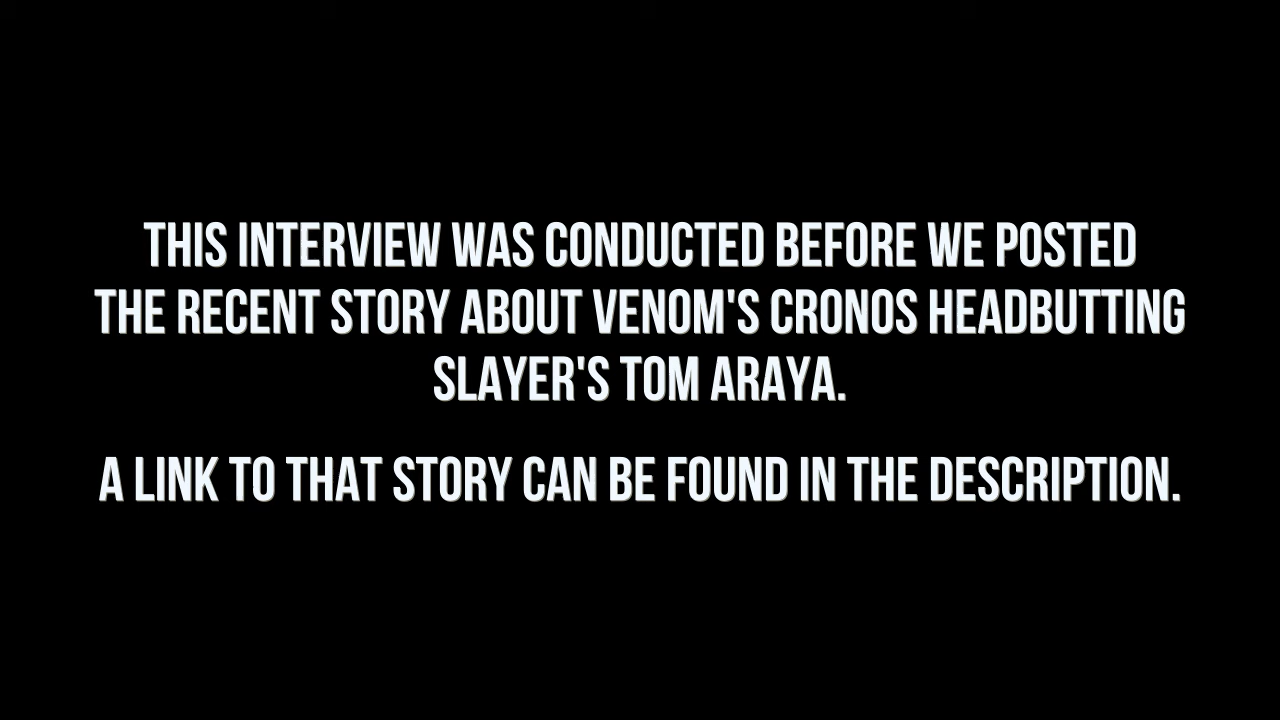 THIS INTERVIEW WAS CONDUCTED BEFORE WE POSTED
THE RECENT STORY ABOUT VENOM'S CRONOS HEADBUTTING
SLAYER'S TOM ARAYA.
A LINK TO THAT STORY CAN BE FOUND IN THE DESCRIPTION.